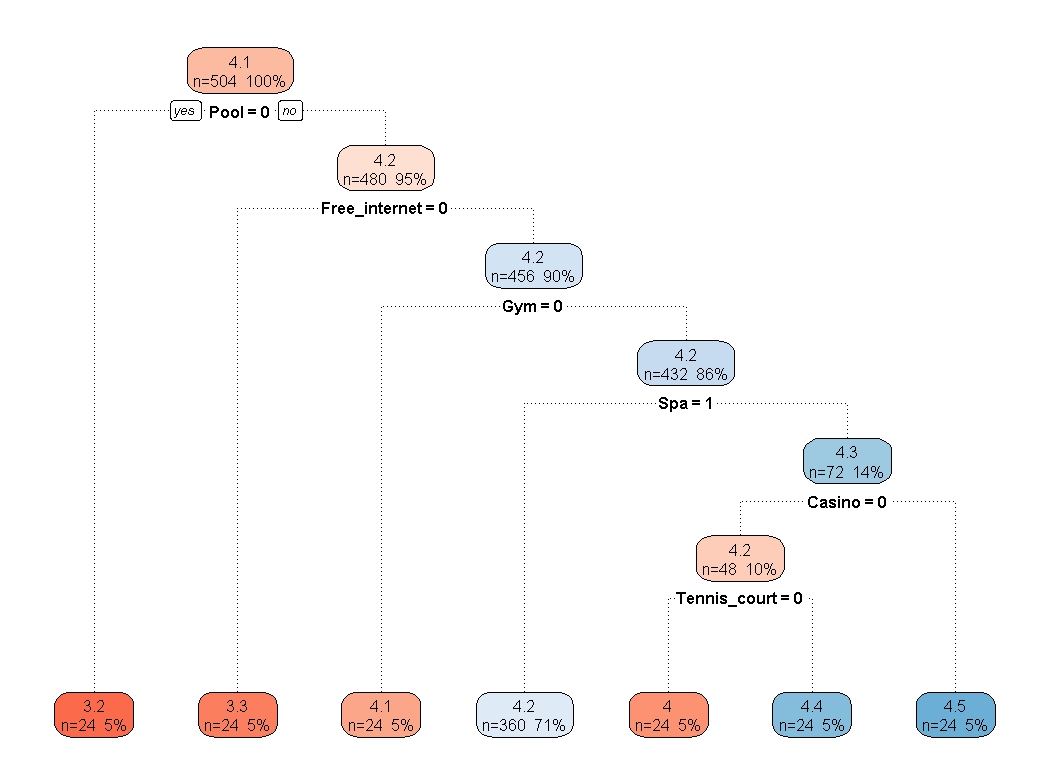 4.1
n=504 100%
yes Pool = 0 no
4.2
n=480 95%
Free_internet = 0
4.2
n=456 90%
Gym = 0
4.2
n=432 86%
Spa = 1
4.3
n=72 14%
Casino = 0
4.2
n=48 10%
Tennis_court = 0
3.2
n=24 5%
3.3
n=24 5%
4.1
n=24 5%
4.2
n=360 71%
4
n=24 5%
4.4
n=24 5%
4.5
n=24 5%